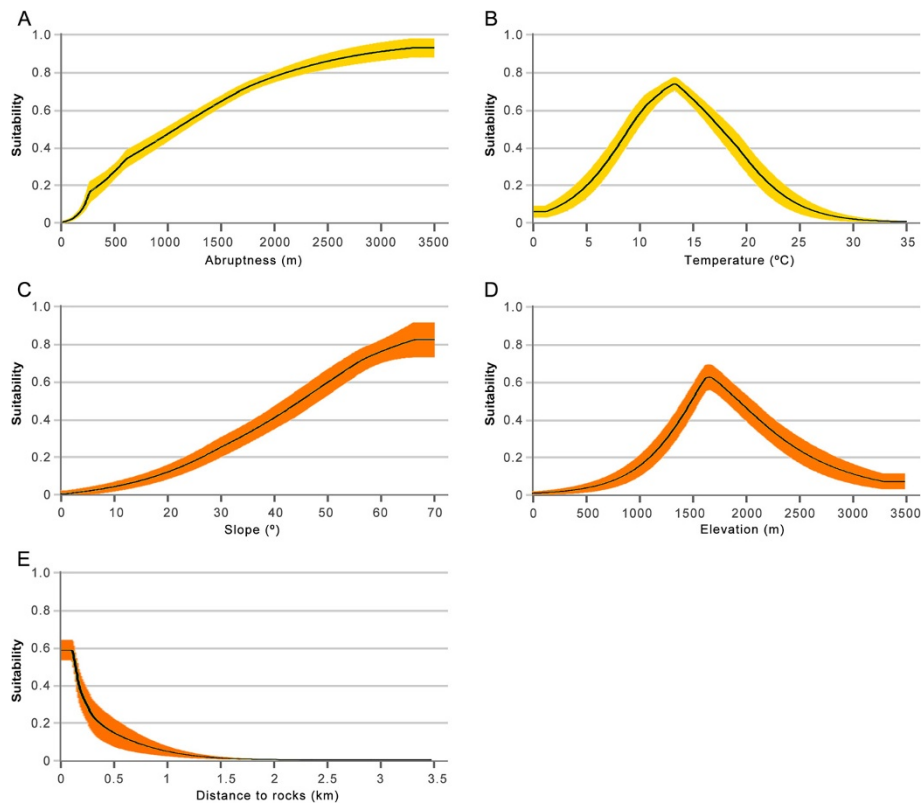 A
Suitability
1.0
0.8
0.6
0.4
0.2
0
0 500 1000 1500 2000 2500 3000 3500
Abruptness (m)
B
Suitability
1.0
0.8
0.6
0.4
0.2
0
0 5 10 15 20 25 30 35
Temperature (ºC)
C
Suitability
1.0
0.8
0.6
0.4
0.2
0
0 10 20 30 40 50 60 70
Slope (º)
D
Suitability
1.0
0.8
0.6
0.4
0.2
0
0 500 1000 1500 2000 2500 3000 3500
Elevation (m)
E
Suitability
1.0
0.8
0.6
0.4
0.2
0
0 0.5 1 1.5 2 2.5 3 3.5
Distance to rocks (km)